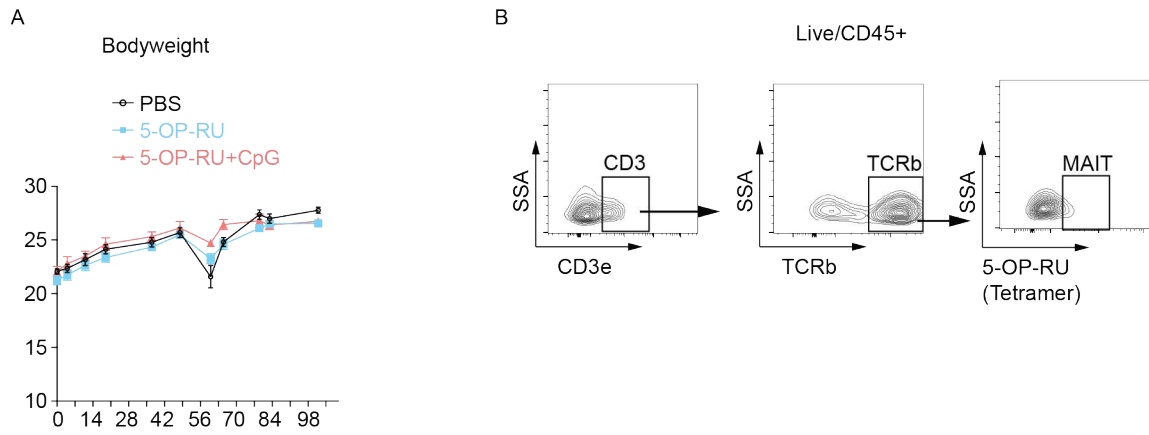 A
Bodyweight
PBS
5-OP-RU
5-OP-RU+CpG
30
25
20
15
10
0 14 28 42 56 70 84 98
B
Live/CD45+
SSA
CD3
CD3e
SSA
TCRb
TCRb
SSA
MAIT
5-OP-RU
(Tetramer)